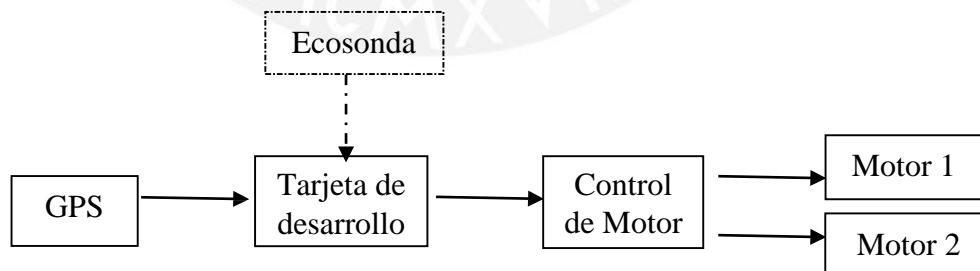 Ecosonda
GPS
Tarjeta de
desarrollo
Control
de Motor
Motor 1
Motor 2